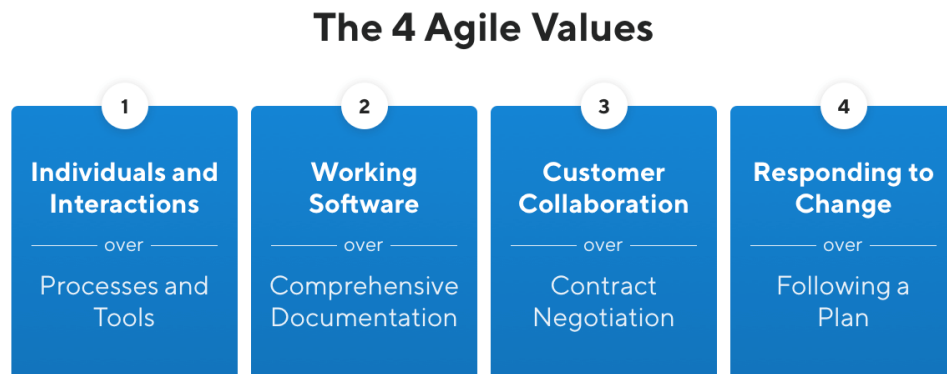 The 4 Agile Values
1
Individuals and
Interactions
over
Processes and
Tools
2
Working
Software
over
Comprehensive
Documentation
3
Customer
Collaboration
over
Contract
Negotiation
4
Responding to
Change
over
Following a
Plan